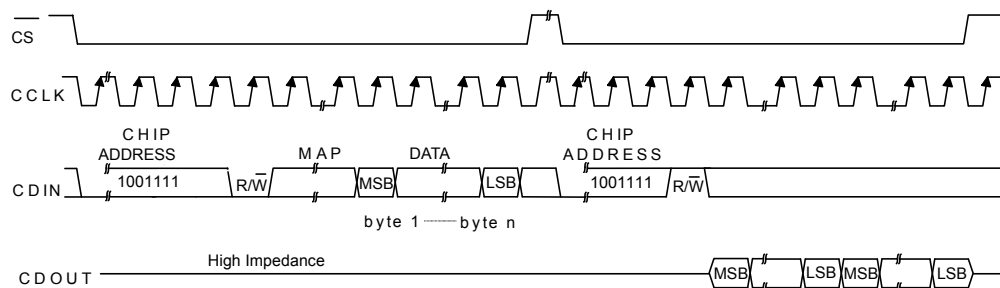 CS
CCLK
CHIP ADDRESS
MAP
DATA
CHIP ADDRESS
CDIN
1001111
R/W
MSB
LSB
1001111
R/W
byte 1
byte n
High Impedance
CDOUT
MSB
LSB
MSB
LSB